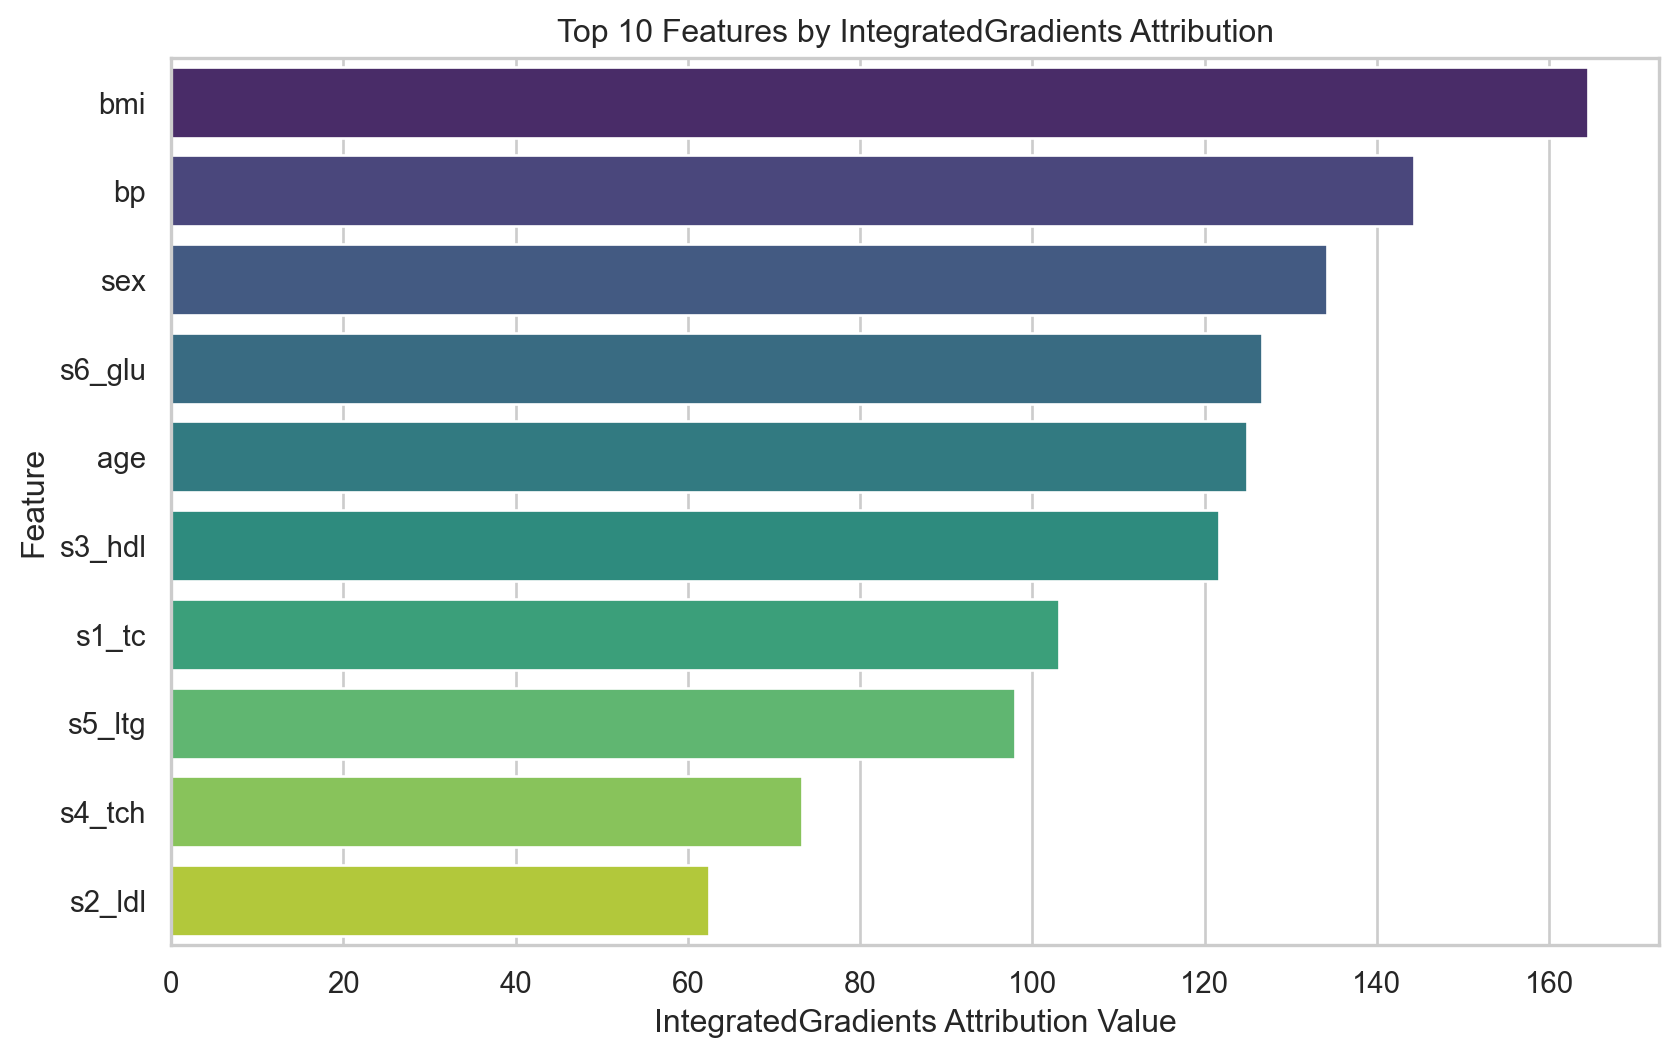 Top 10 Features by IntegratedGradients Attribution
Feature
bmi
bp
sex
s6_glu
age
s3_hdl
s1_tc
s5_ltg
s4_tch
s2_ldl
0 20 40 60 80 100 120 140 160
IntegratedGradients Attribution Value